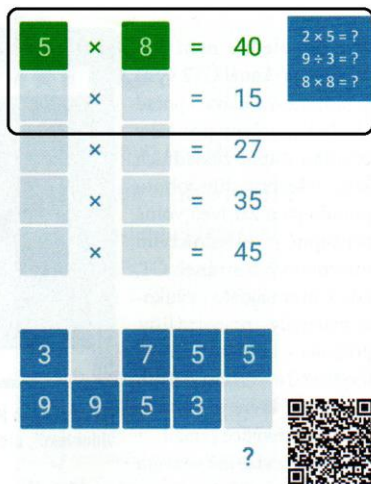 5 × 8 = 40
2 × 5 = ?
9 ÷ 3 = ?
8 × 8 = ?
× = 15
× = 27
× = 35
× = 45
3 7 5 5
9 9 5 3
?